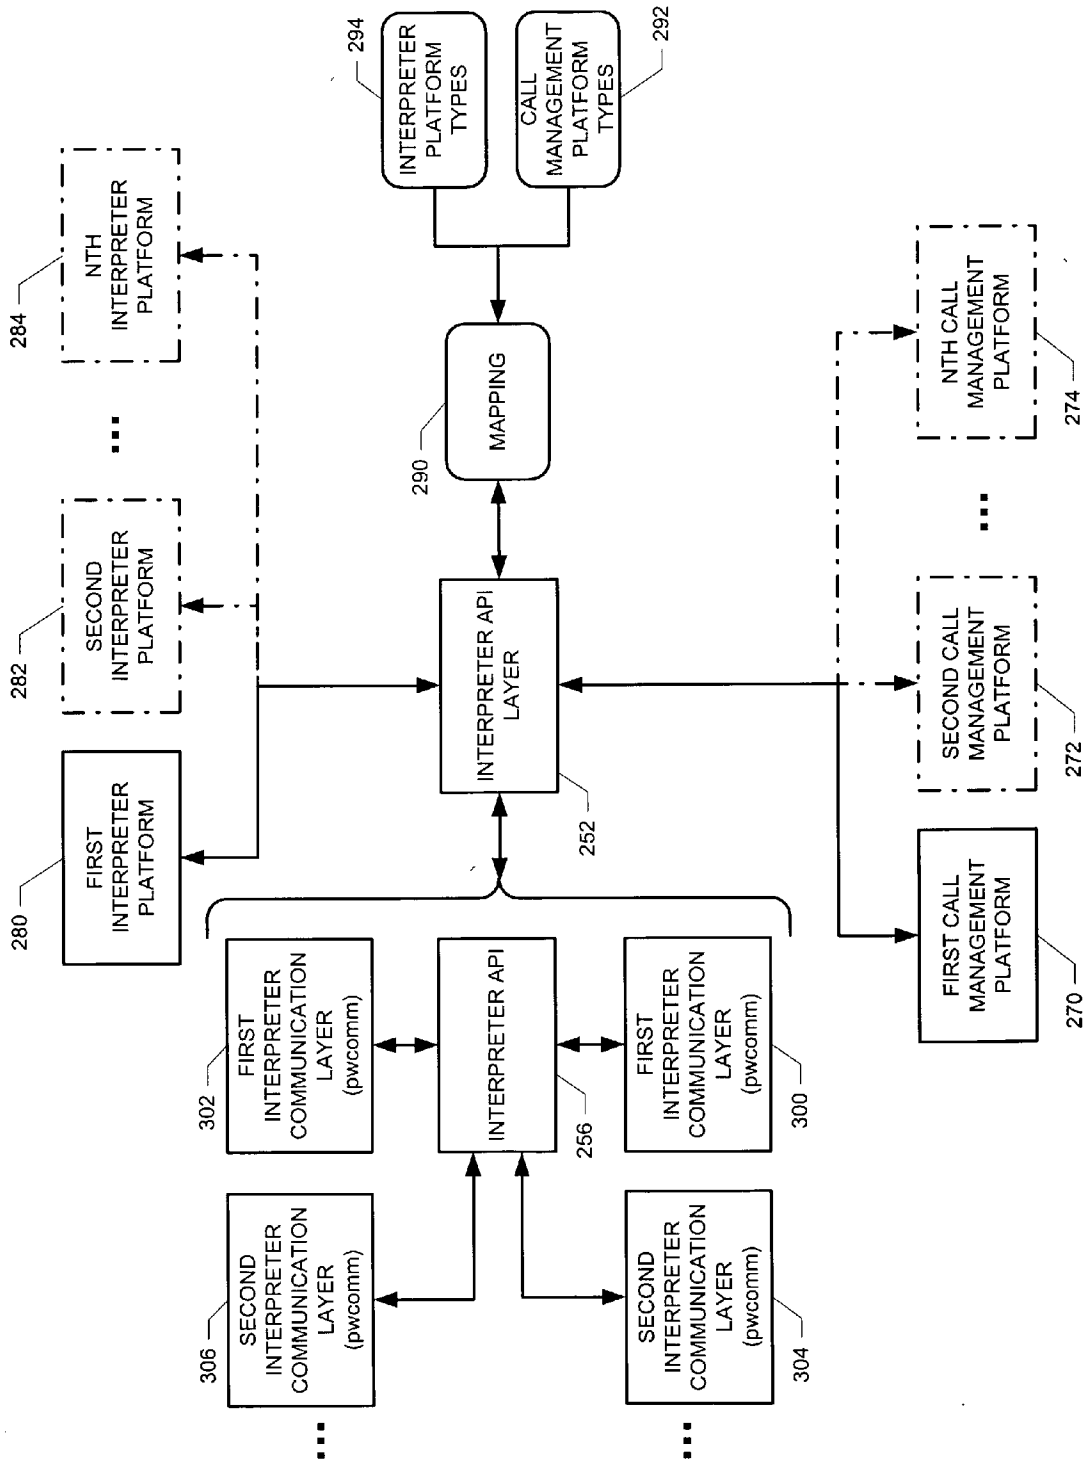 294
INTERPRETER
PLATFORM
TYPES
292
CALL
MANAGEMENT
PLATFORM
TYPES
284
NTH
INTERPRETER
PLATFORM
...
282
SECOND
INTERPRETER
PLATFORM
280
FIRST
INTERPRETER
PLATFORM
290
MAPPING
INTERPRETER API
LAYER
252
NTH CALL
MANAGEMENT
PLATFORM
274
...
SECOND CALL
MANAGEMENT
PLATFORM
272
FIRST CALL
MANAGEMENT
PLATFORM
270
302
FIRST
INTERPRETER
COMMUNICATION
LAYER
(pwcomm)
INTERPRETER API
256
FIRST
INTERPRETER
COMMUNICATION
LAYER
(pwcomm)
300
306
SECOND
INTERPRETER
COMMUNICATION
LAYER
(pwcomm)
...
SECOND
INTERPRETER
COMMUNICATION
LAYER
(pwcomm)
304
...